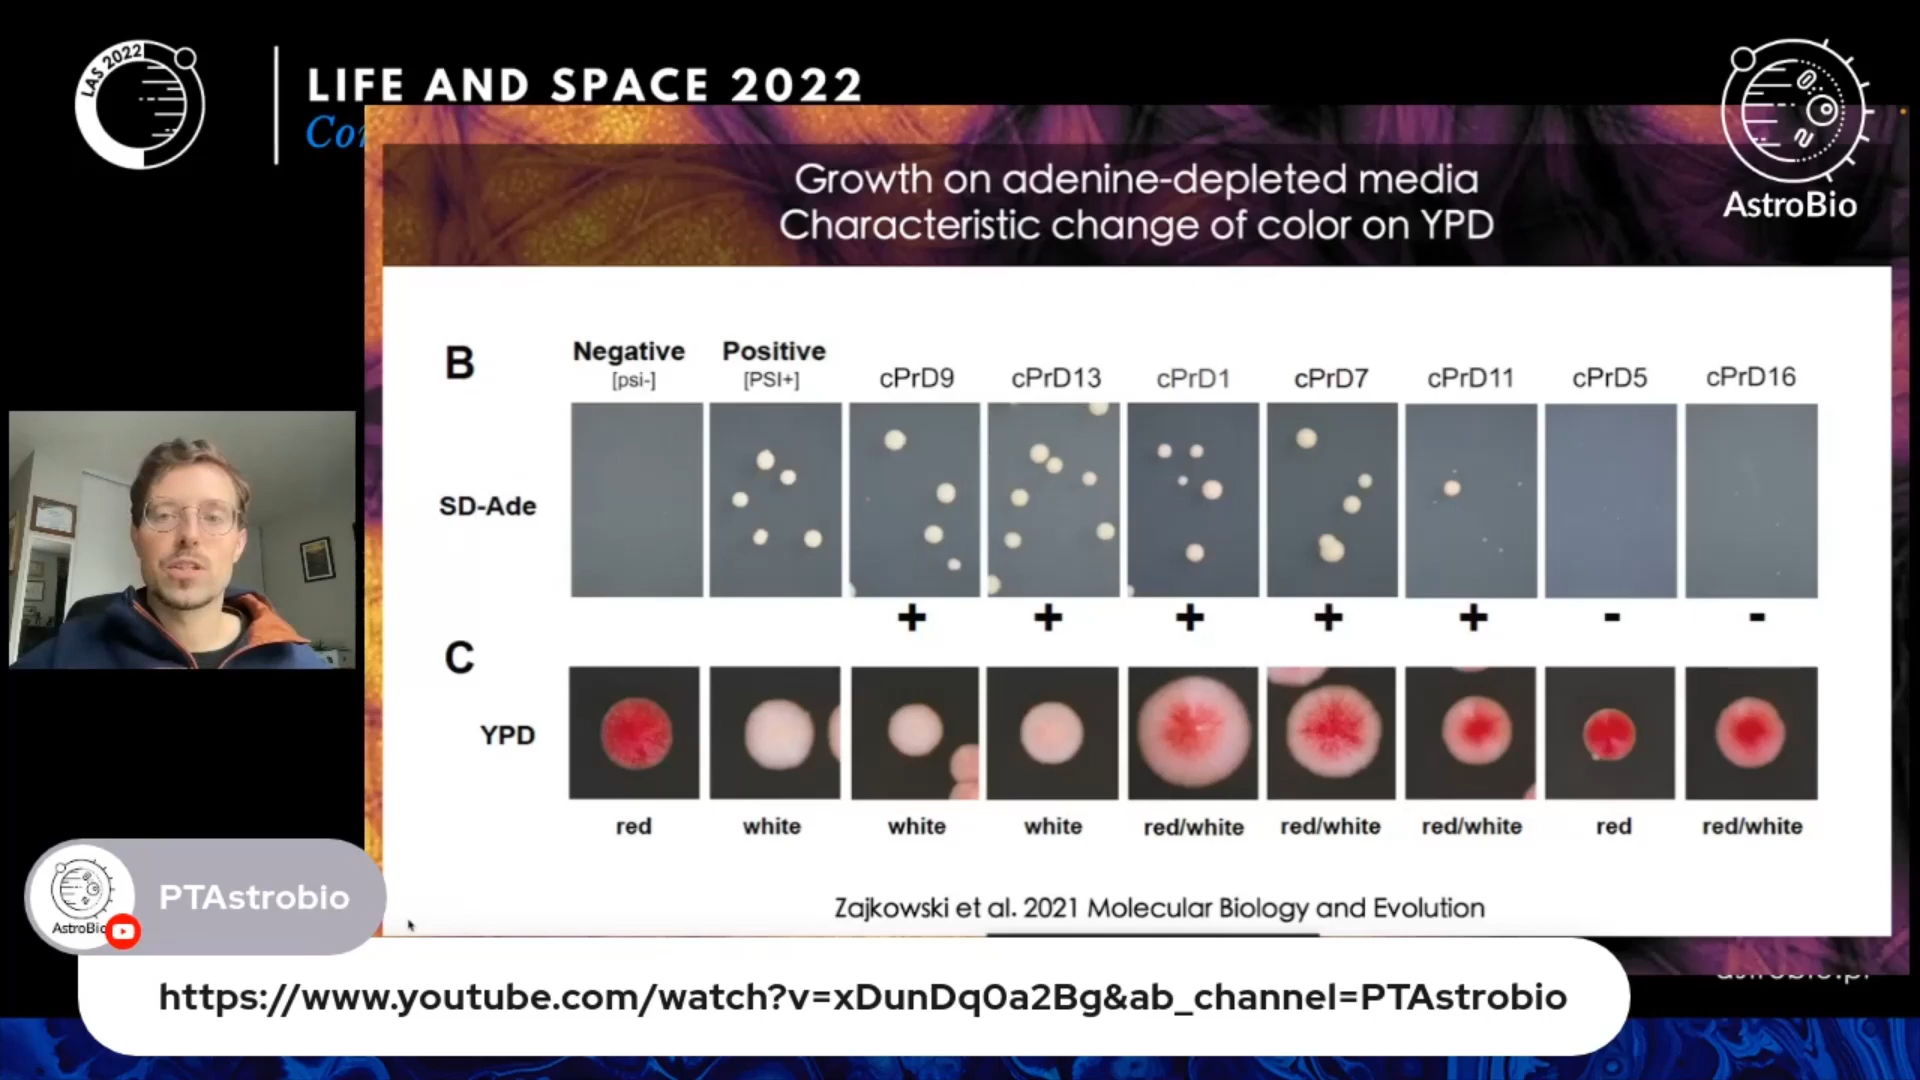 LAS 2022
LIFE AND SPACE 2022
AstroBio
Growth on adenine-depleted media
Characteristic change of color on YPD
B
Negative
[psi-]
Positive
[PSI+]
cPrD9
cPrD13
cPrD1
cPrD7
cPrD11
cPrD5
cPrD16
SD-Ade
+ + + + + - -
C
YPD
red
white
white
white
red/white
red/white
red/white
red
red/white
Zajkowski et al. 2021 Molecular Biology and Evolution
AstroBio
PTAstrobio
https://www.youtube.com/watch?v=xDunDq0a2Bg&ab_channel=PTAstrobio